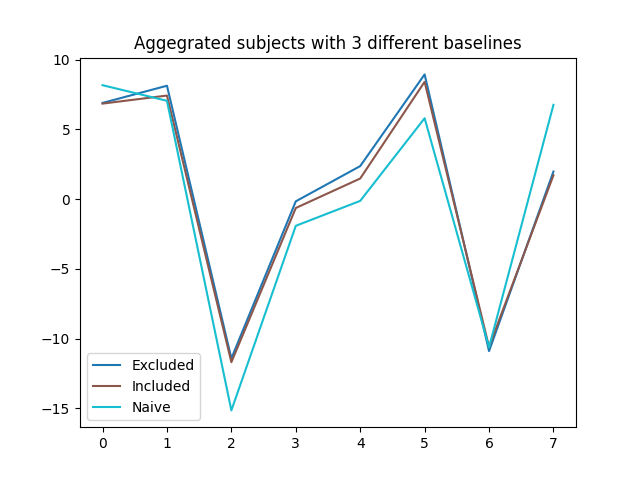 Aggegrated subjects with 3 different baselines
10
5
0
−5
−10
−15
Excluded
Included
Naive
0 1 2 3 4 5 6 7